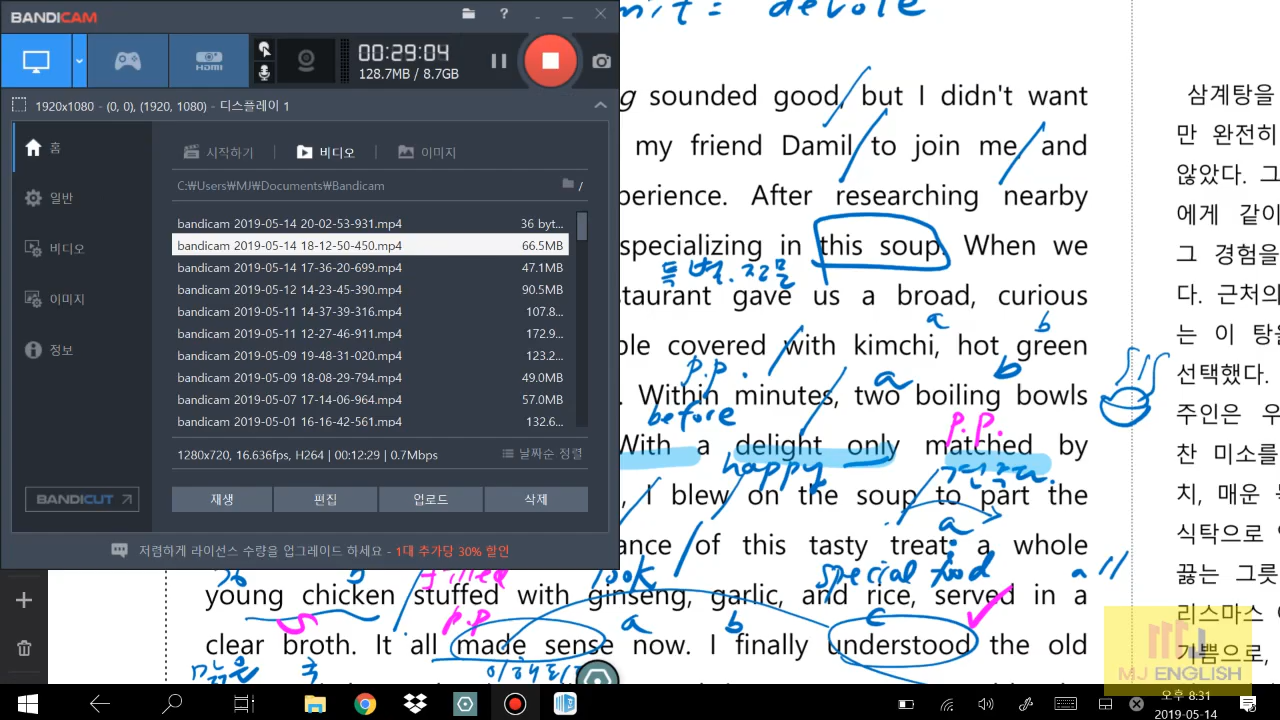 BANDICAM
?
00:29:04
128.7MB / 8.7GB
HDMI
1920x1080 - (0, 0), (1920, 1080) - 디스플레이 1
홈
일반
비디오
이미지
정보
시작하기
비디오
이미지
C:₩Users₩MJ₩Documents₩Bandicam
/
bandicam 2019-05-14 20-02-53-931.mp4 36 byt...
bandicam 2019-05-14 18-12-50-450.mp4 66.5MB
bandicam 2019-05-14 17-36-20-699.mp4 47.1MB
bandicam 2019-05-12 14-23-45-390.mp4 90.5MB
bandicam 2019-05-11 14-37-39-316.mp4 107.8...
bandicam 2019-05-11 12-27-46-911.mp4 172.9...
bandicam 2019-05-09 19-48-31-020.mp4 123.2...
bandicam 2019-05-09 18-08-29-794.mp4 49.0MB
bandicam 2019-05-07 17-14-06-964.mp4 57.0MB
bandicam 2019-05-01 16-16-42-561.mp4 132.6...
1280x720, 16.636fps, H264 | 00:12:29 | 0.7Mbps
날짜순 정렬
BANDICUT
재생
편집
업로드
삭제
저렴하게 라이선스 수량을 업그레이드 하세요 - 1대 추가당 30% 할인
= devote
g sounded good, but I didn't want
my friend Damil to join me, and
perience. After researching nearby
specializing in this soup. When we
특별.전문
staurant gave us a broad, curious
a b
ble covered with kimchi, hot green
p.p. a b
. Within minutes, two boiling bowls
before p.p.
With a delight only matched by
happy 견주다.
, I blew on the soup to part the
a
ance of this tasty treat: a whole
filled look special food a
young chicken stuffed with ginseng, garlic, and rice, served in a
p.p a b c
clear broth. It all made sense now. I finally understood the old
맑은 국
삼계탕을
만 완전히
않았다. 그
에게 같이
그 경험을
다. 근처의
는 이 탕을
선택했다.
주인은 우
찬 미소를
치, 매운
식탁으로
끓는 그릇
리스마스
기쁨으로,
MJ ENGLISH
오후 8:31
2019-05-14